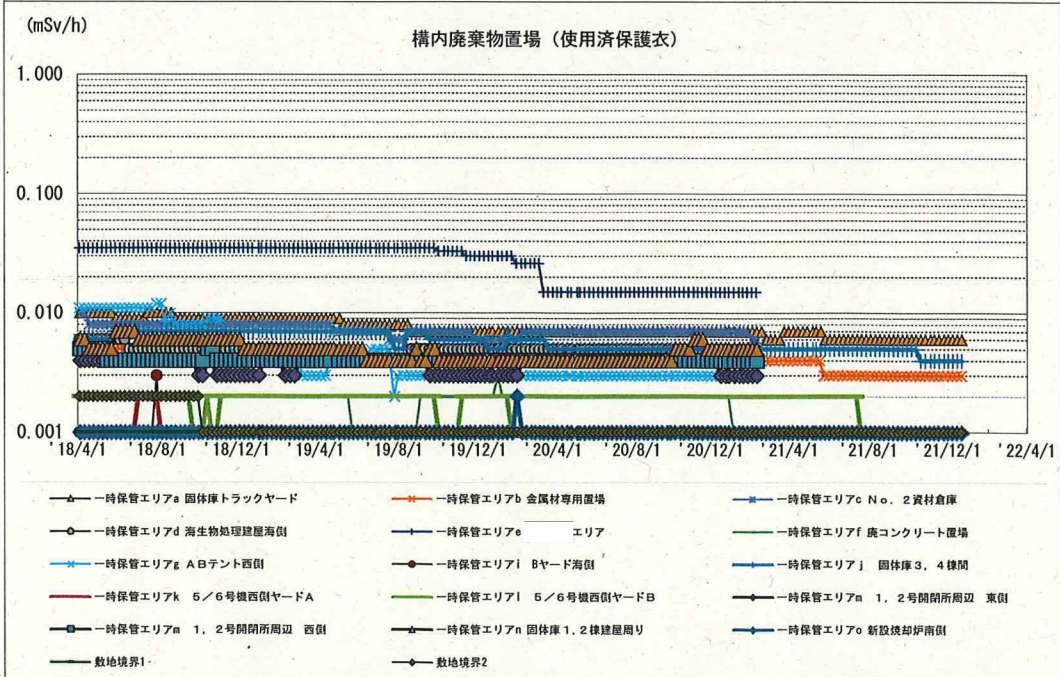 (mSv/h)
構内廃棄物置場（使用済保護衣）
1.000
0.100
0.010
0.001
'18/4/1 '18/8/1 '18/12/1 '19/4/1 '19/8/1 '19/12/1 '20/4/1 '20/8/1 '20/12/1 '21/4/1 '21/8/1 '21/12/1 '22/4/1
一時保管エリアa 固体庫トラックヤード 一時保管エリアb 金属材専用置場 一時保管エリアc No．2資材倉庫
一時保管エリアd 海生物処理建屋海側 一時保管エリアe エリア 一時保管エリアf 廃コンクリート置場
一時保管エリアg ABテント西側 一時保管エリアi Bヤード海側 一時保管エリアj 固体庫3，4棟間
一時保管エリアk 5／6号機西側ヤードA 一時保管エリアl 5／6号機西側ヤードB 一時保管エリアm 1，2号開閉所周辺 東側
一時保管エリアm 1，2号開閉所周辺 西側 一時保管エリアn 固体庫1,2棟建屋周り 一時保管エリアo 新設焼却炉南側
敷地境界1 敷地境界2